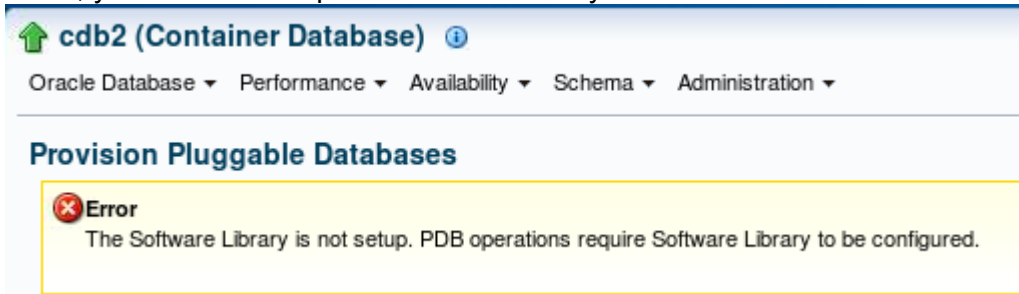 cdb2 (Container Database)
Oracle Database Performance Availability Schema Administration
Provision Pluggable Databases
Error
The Software Library is not setup. PDB operations require Software Library to be configured.